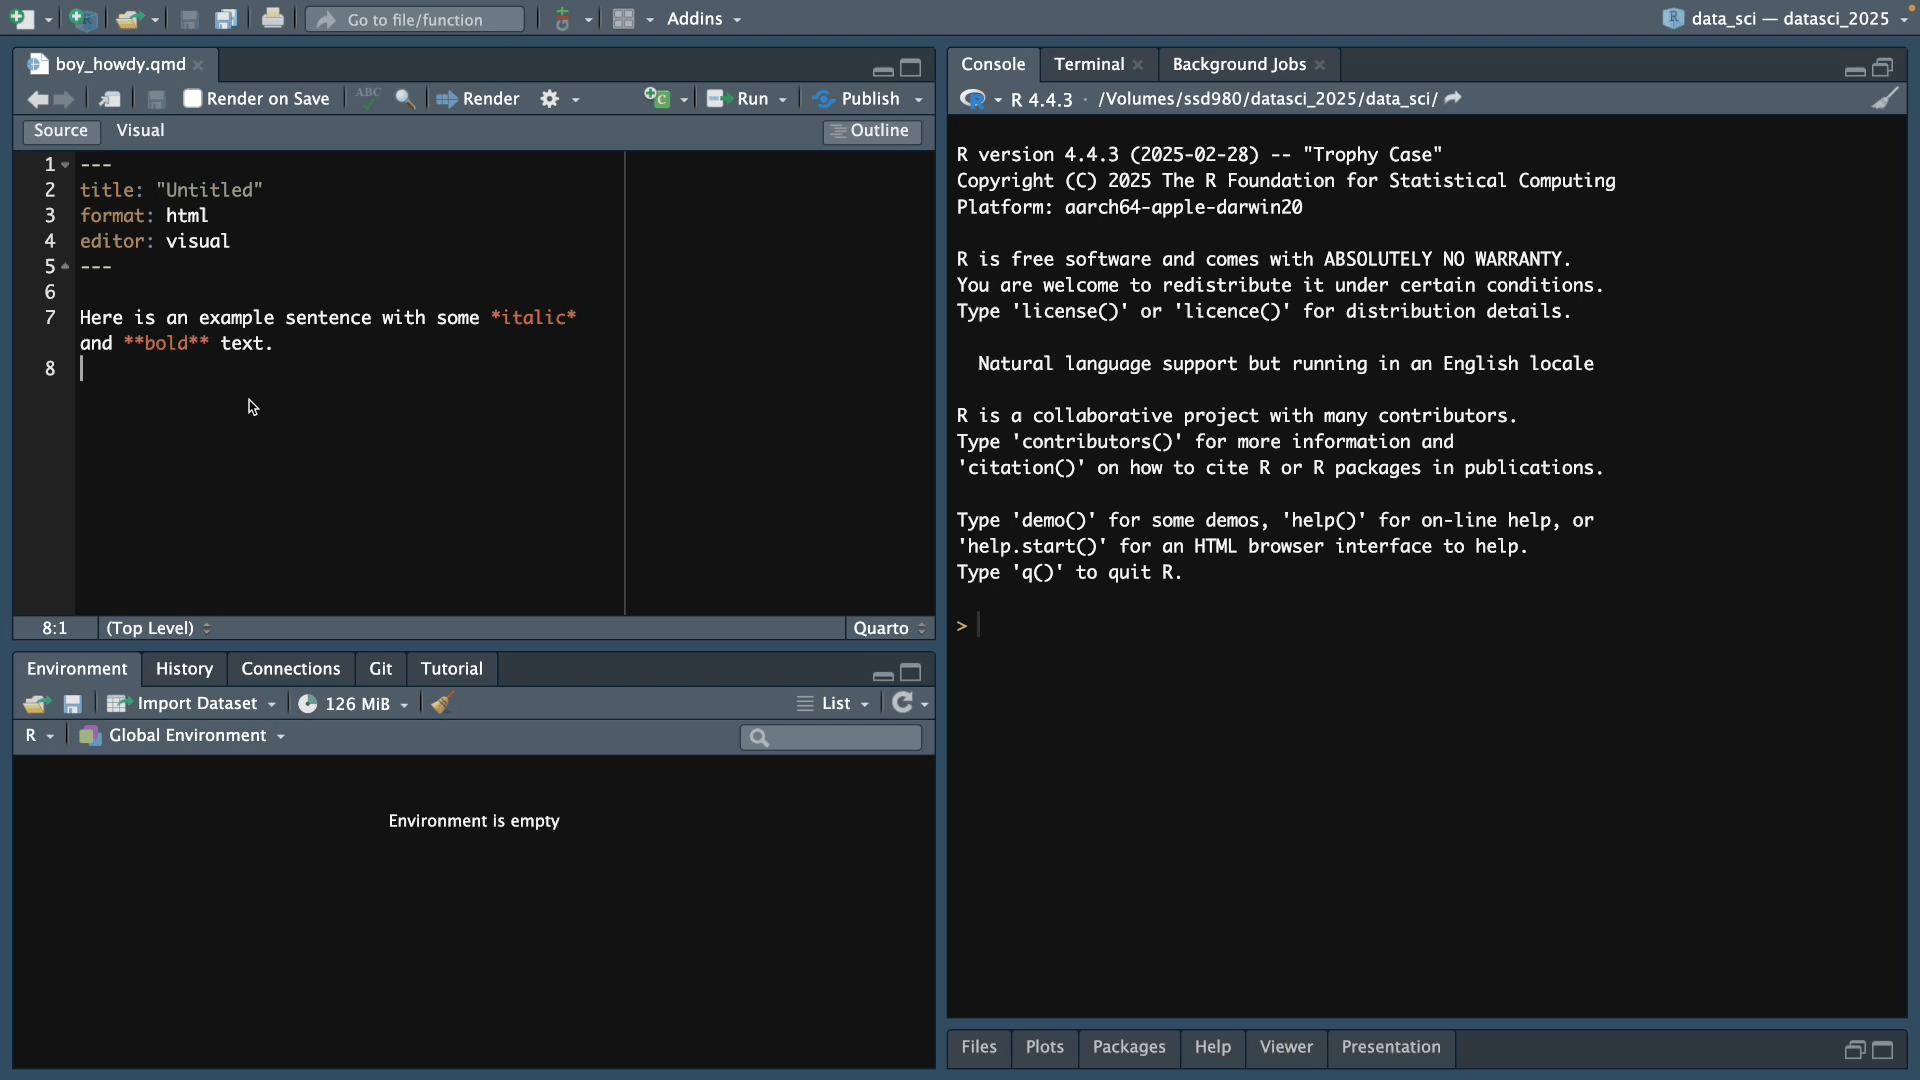 Go to file/function
Addins
data_sci — datasci_2025
boy_howdy.qmd
Render on Save
ABC
Render
Run
Publish
Source
Visual
Outline
1 ---
2 title: "Untitled"
3 format: html
4 editor: visual
5 ---
6
7 Here is an example sentence with some *italic*
and **bold** text.
8
8:1
(Top Level)
Quarto
Environment
History
Connections
Git
Tutorial
Import Dataset
126 MiB
List
R
Global Environment
Environment is empty
Console
Terminal
Background Jobs
R 4.4.3 · /Volumes/ssd980/datasci_2025/data_sci/
R version 4.4.3 (2025-02-28) -- "Trophy Case"
Copyright (C) 2025 The R Foundation for Statistical Computing
Platform: aarch64-apple-darwin20
R is free software and comes with ABSOLUTELY NO WARRANTY.
You are welcome to redistribute it under certain conditions.
Type 'license()' or 'licence()' for distribution details.
Natural language support but running in an English locale
R is a collaborative project with many contributors.
Type 'contributors()' for more information and
'citation()' on how to cite R or R packages in publications.
Type 'demo()' for some demos, 'help()' for on-line help, or
'help.start()' for an HTML browser interface to help.
Type 'q()' to quit R.
>
Files
Plots
Packages
Help
Viewer
Presentation